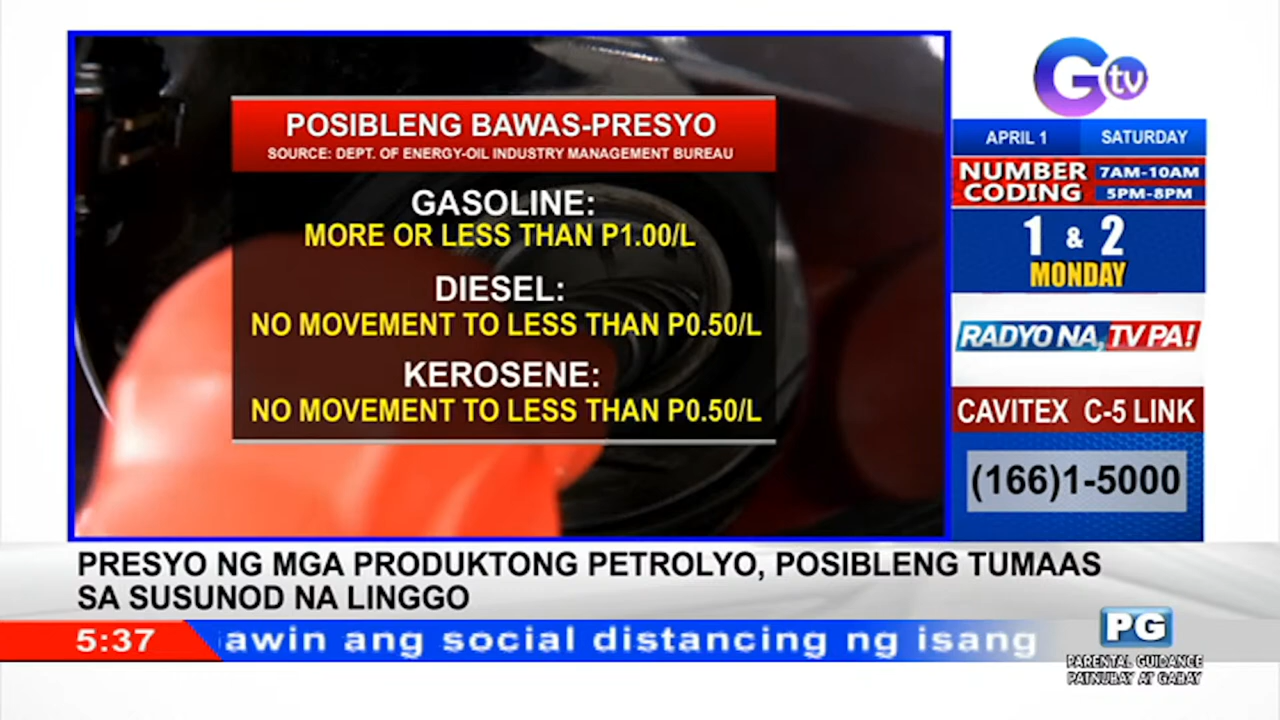 POSIBLENG BAWAS-PRESYO
SOURCE: DEPT. OF ENERGY-OIL INDUSTRY MANAGEMENT BUREAU
GASOLINE:
MORE OR LESS THAN P1.00/L
DIESEL:
NO MOVEMENT TO LESS THAN P0.50/L
KEROSENE:
NO MOVEMENT TO LESS THAN P0.50/L
Gtv
APRIL 1 SATURDAY
NUMBER CODING 7AM-10AM 5PM-8PM
1 & 2
MONDAY
RADYO NA, TV PA!
CAVITEX C-5 LINK
(166)1-5000
PRESYO NG MGA PRODUKTONG PETROLYO, POSIBLENG TUMAAS
SA SUSUNOD NA LINGGO
5:37 awin ang social distancing ng isang
PG
PARENTAL GUIDANCE
PATNUBAY AT GABAY